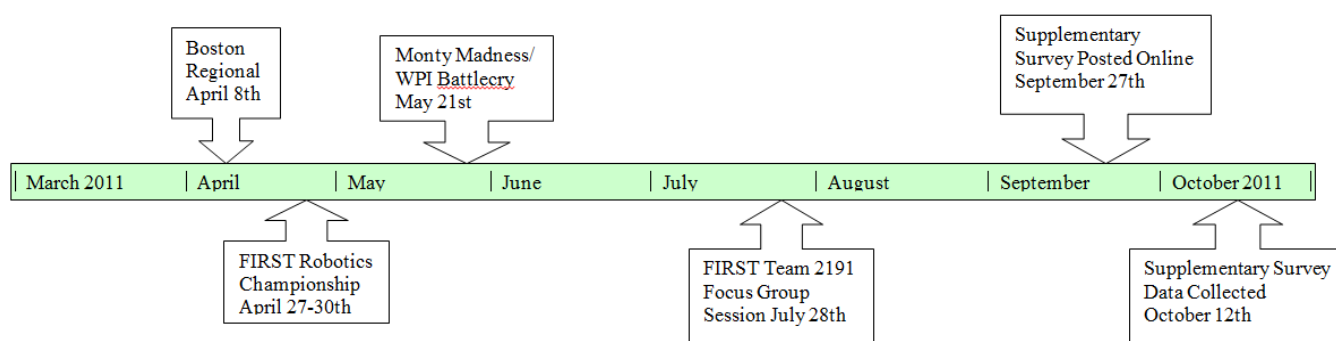 Boston
Regional
April 8th
Monty Madness/
WPI Battlecry
May 21st
Supplementary
Survey Posted Online
September 27th
March 2011
April
May
June
July
August
September
October 2011
FIRST Robotics
Championship
April 27-30th
FIRST Team 2191
Focus Group
Session July 28th
Supplementary Survey
Data Collected
October 12th